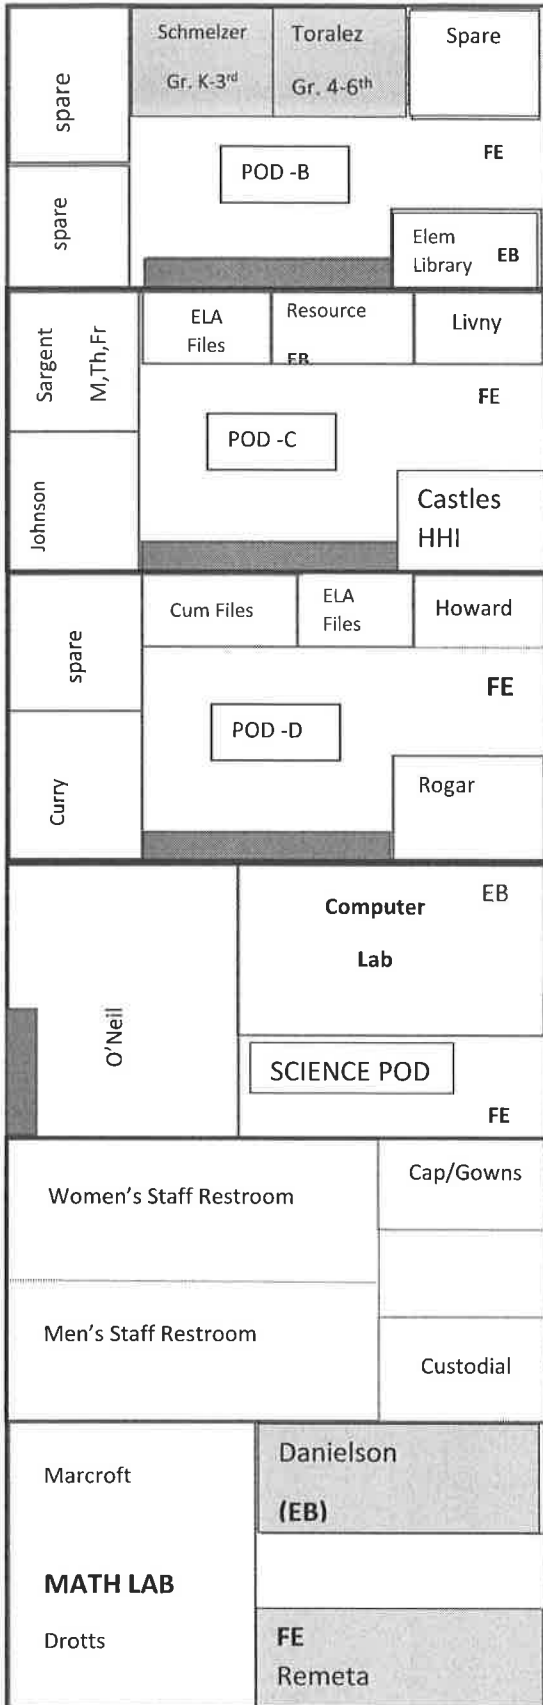 spare
Schmelzer
Gr. K-3rd
Toralez
Gr. 4-6th
Spare
FE
POD -B
spare
Elem
Library EB
Sargent
M,Th,Fr
ELA
Files
Resource
EB
Livny
FE
POD -C
Johnson
Castles
HHI
spare
Cum Files
ELA
Files
Howard
FE
POD -D
Curry
Rogar
O'Neil
Computer EB
Lab
SCIENCE POD
FE
Women's Staff Restroom
Cap/Gowns
Men's Staff Restroom
Custodial
Marcroft
Danielson
(EB)
MATH LAB
Drotts
FE
Remeta